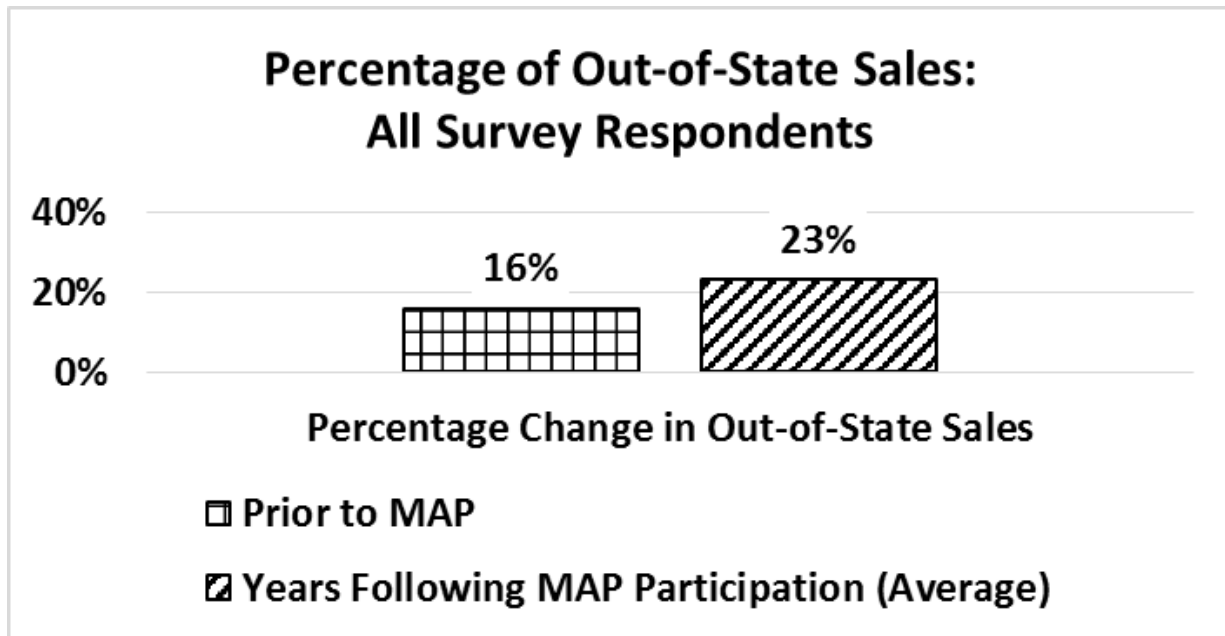 Percentage of Out-of-State Sales:
All Survey Respondents
40%
20%
0%
16%
23%
Percentage Change in Out-of-State Sales
Prior to MAP
Years Following MAP Participation (Average)